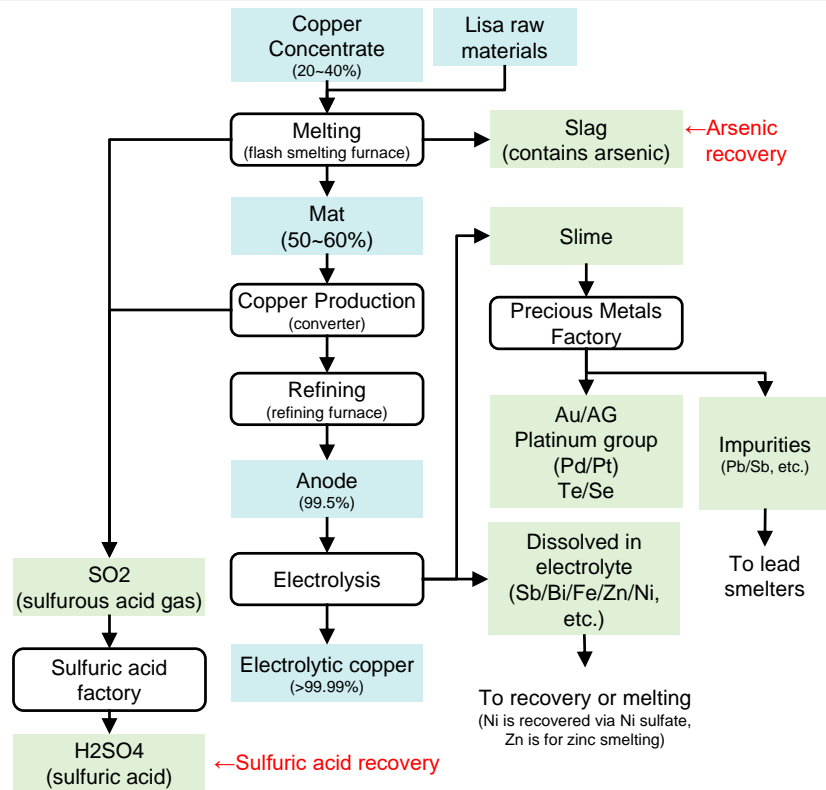 Copper
Concentrate
(20~40%)
Lisa raw
materials
Melting
(flash smelting furnace)
Slag
(contains arsenic)
←Arsenic
recovery
Mat
(50~60%)
Slime
Copper Production
(converter)
Precious Metals
Factory
Refining
(refining furnace)
Au/AG
Platinum group
(Pd/Pt)
Te/Se
Impurities
(Pb/Sb, etc.)
Anode
(99.5%)
To lead
smelters
SO2
(sulfurous acid gas)
Electrolysis
Dissolved in
electrolyte
(Sb/Bi/Fe/Zn/Ni,
etc.)
Sulfuric acid
factory
Electrolytic copper
(>99.99%)
To recovery or melting
(Ni is recovered via Ni sulfate,
Zn is for zinc smelting)
H2SO4
(sulfuric acid)
←Sulfuric acid recovery